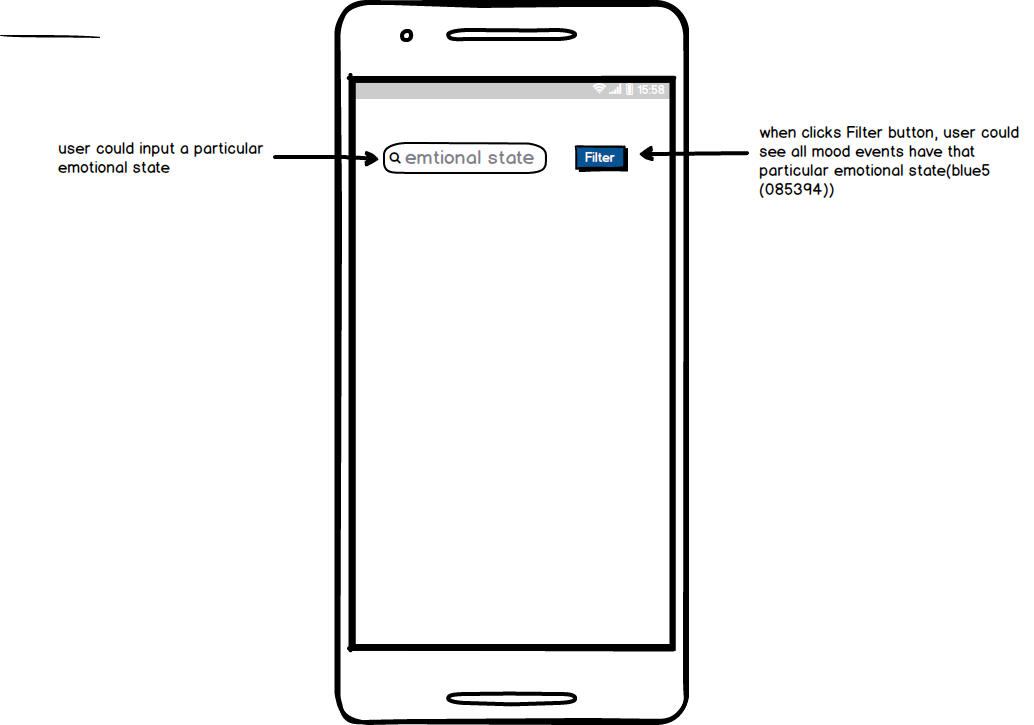 15:58
user could input a particular
emotional state
emtional state
Filter
when clicks Filter button, user could
see all mood events have that
particular emotional state(blue5
(085394))